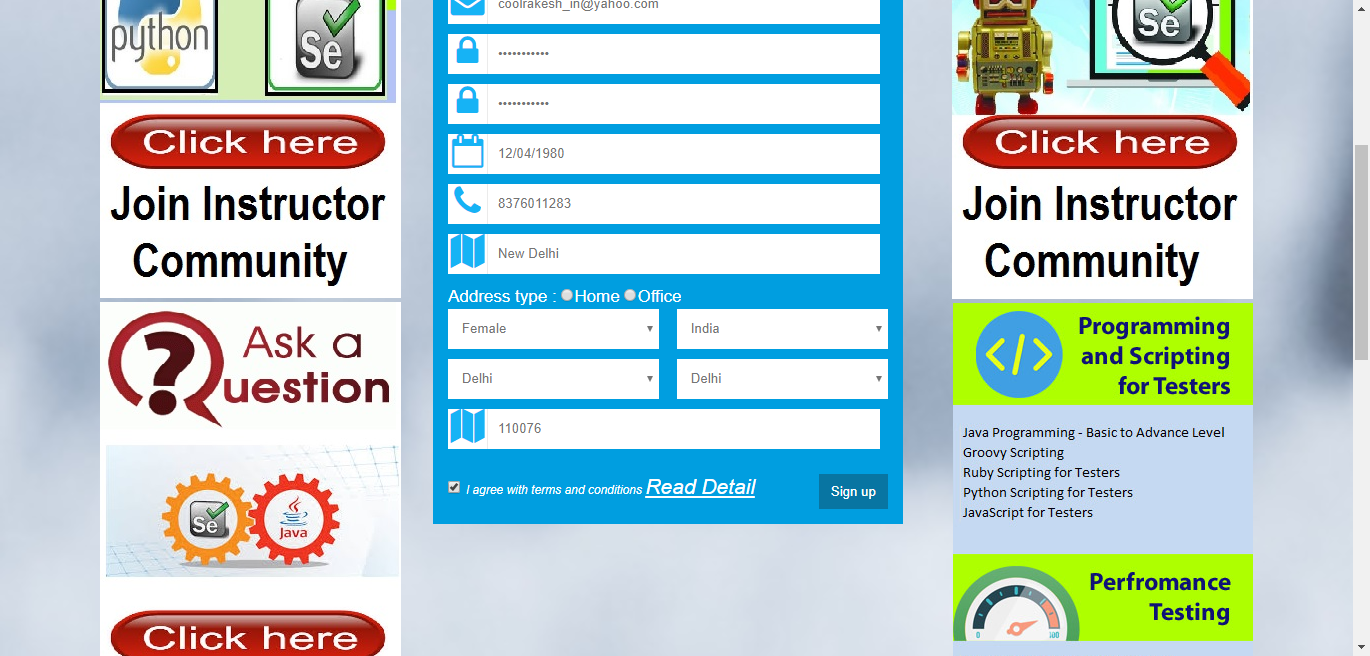 python
Se
Click here
Join Instructor
Community
Ask a
Question
Se
Java
Click here
coolrakesh_in@yahoo.com
•••••••••••
•••••••••••
12/04/1980
8376011283
New Delhi
Address type : Home Office
Female
India
Delhi
Delhi
110076
I agree with terms and conditions Read Detail
Sign up
Se
Click here
Join Instructor
Community
</>
Programming
and Scripting
for Testers
Java Programming - Basic to Advance Level
Groovy Scripting
Ruby Scripting for Testers
Python Scripting for Testers
JavaScript for Testers
Perfromance
Testing
0
100